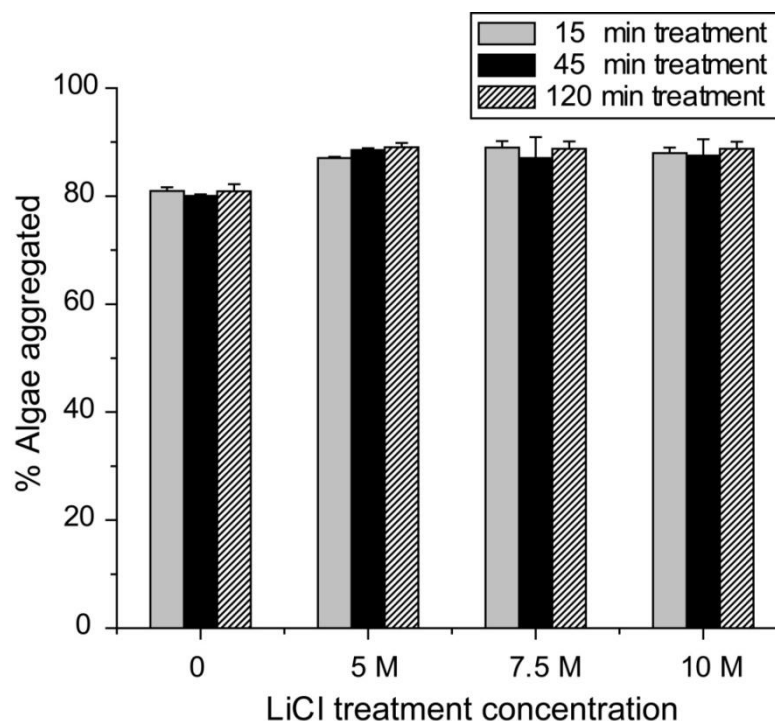 15 min treatment
45 min treatment
120 min treatment
100
80
60
40
20
0
% Algae aggregated
0 5 M 7.5 M 10 M
LiCl treatment concentration